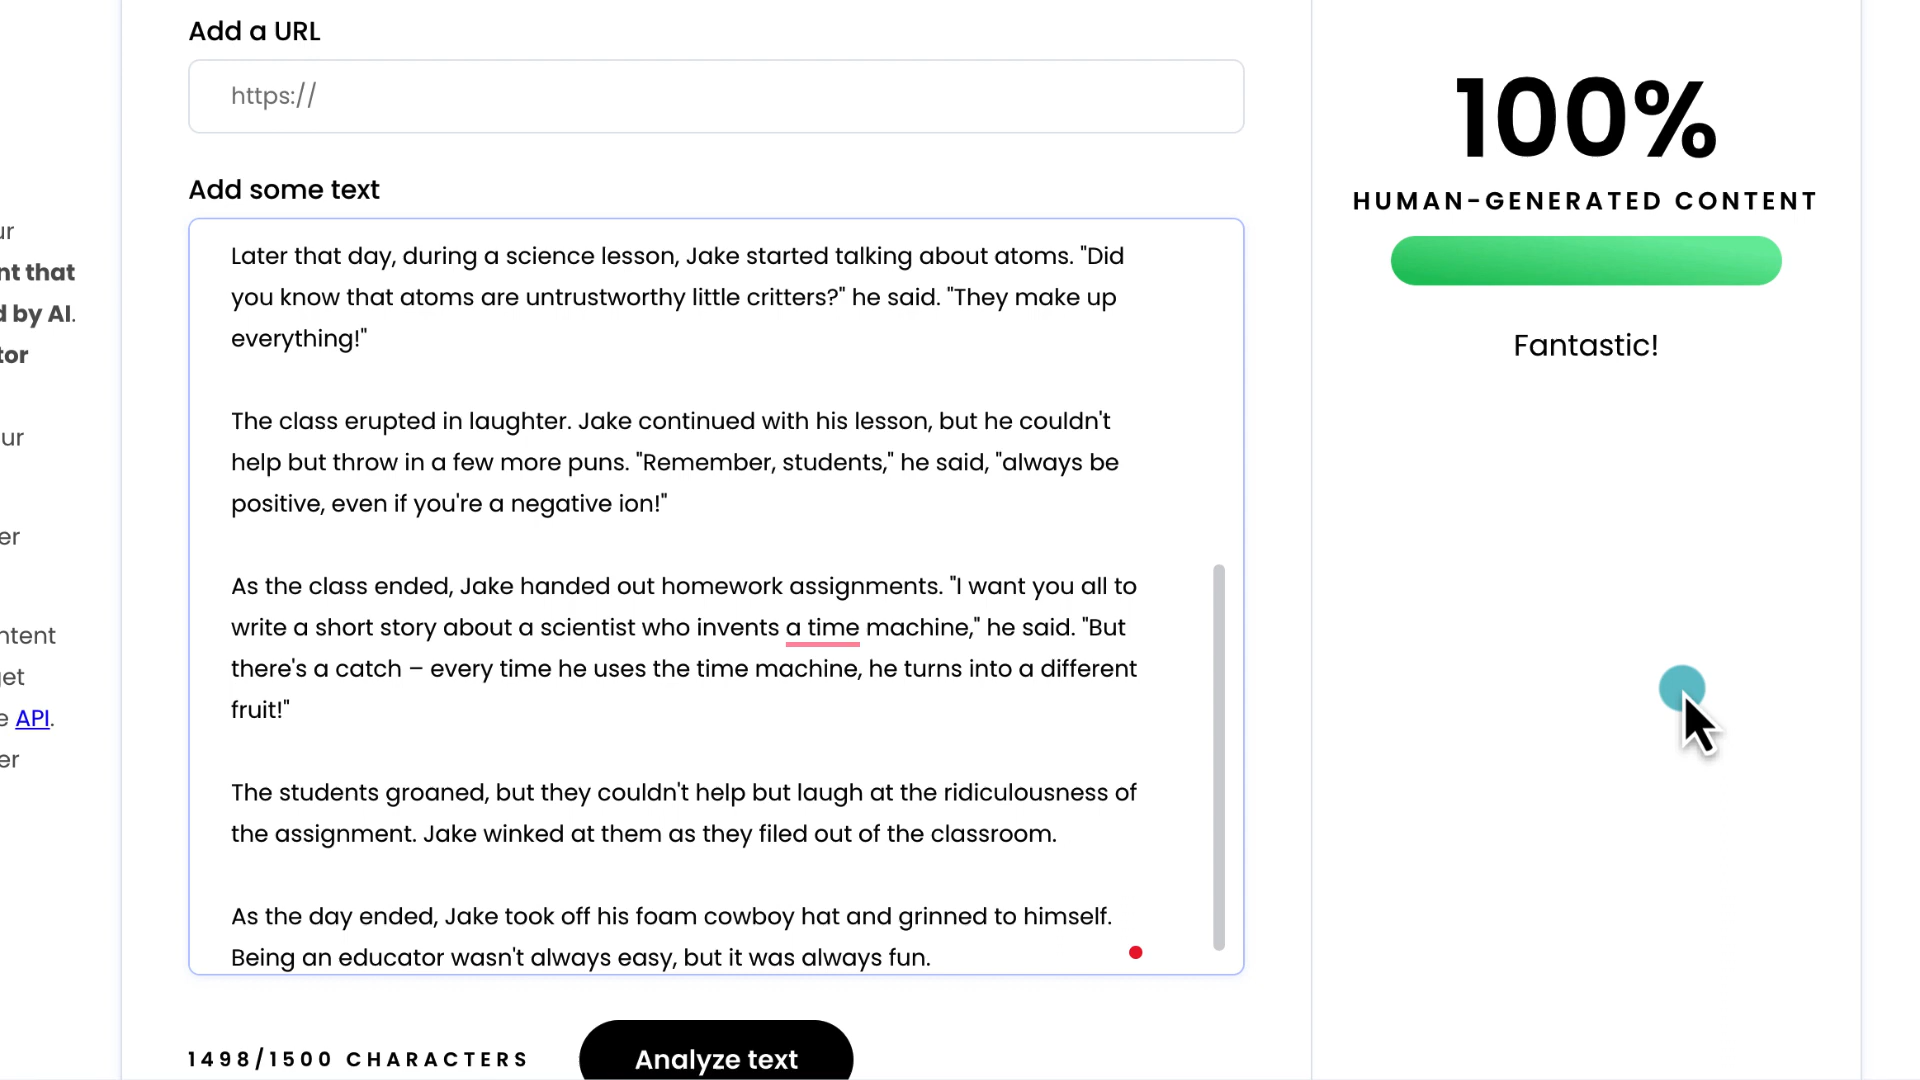 Add a URL
https://
Add some text
Later that day, during a science lesson, Jake started talking about atoms. "Did
you know that atoms are untrustworthy little critters?" he said. "They make up
everything!"
The class erupted in laughter. Jake continued with his lesson, but he couldn't
help but throw in a few more puns. "Remember, students," he said, "always be
positive, even if you're a negative ion!"
As the class ended, Jake handed out homework assignments. "I want you all to
write a short story about a scientist who invents a time machine," he said. "But
there's a catch – every time he uses the time machine, he turns into a different
fruit!"
The students groaned, but they couldn't help but laugh at the ridiculousness of
the assignment. Jake winked at them as they filed out of the classroom.
As the day ended, Jake took off his foam cowboy hat and grinned to himself.
Being an educator wasn't always easy, but it was always fun.
1498/1500 CHARACTERS
Analyze text
100%
HUMAN-GENERATED CONTENT
Fantastic!
that
by AI.
API.